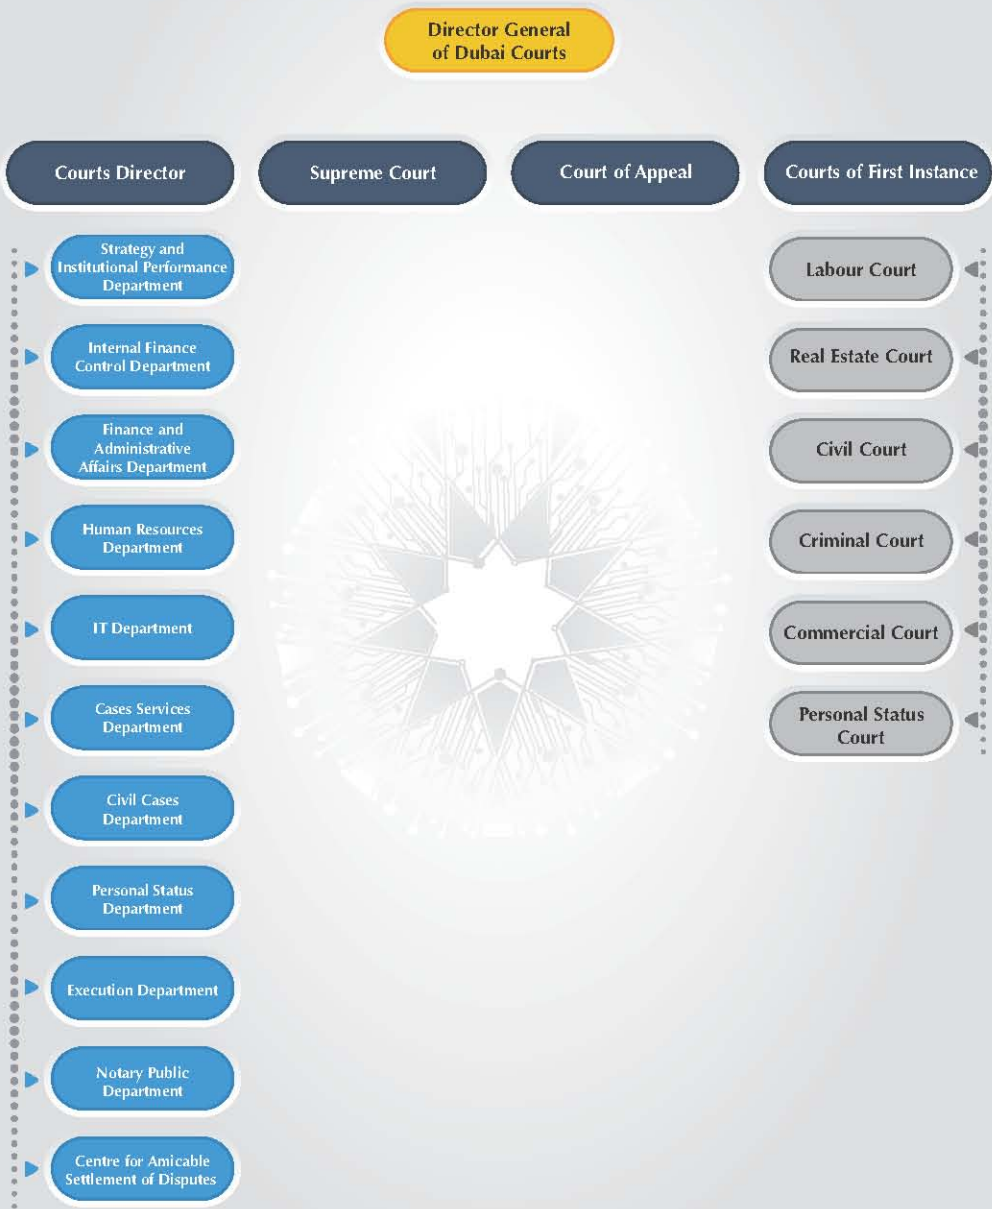 Director General
of Dubai Courts
Courts Director
Supreme Court
Court of Appeal
Courts of First Instance
Strategy and
Institutional Performance
Department
Internal Finance
Control Department
Finance and
Administrative
Affairs Department
Human Resources
Department
IT Department
Cases Services
Department
Civil Cases
Department
Personal Status
Department
Execution Department
Notary Public
Department
Centre for Amicable
Settlement of Disputes
Labour Court
Real Estate Court
Civil Court
Criminal Court
Commercial Court
Personal Status
Court